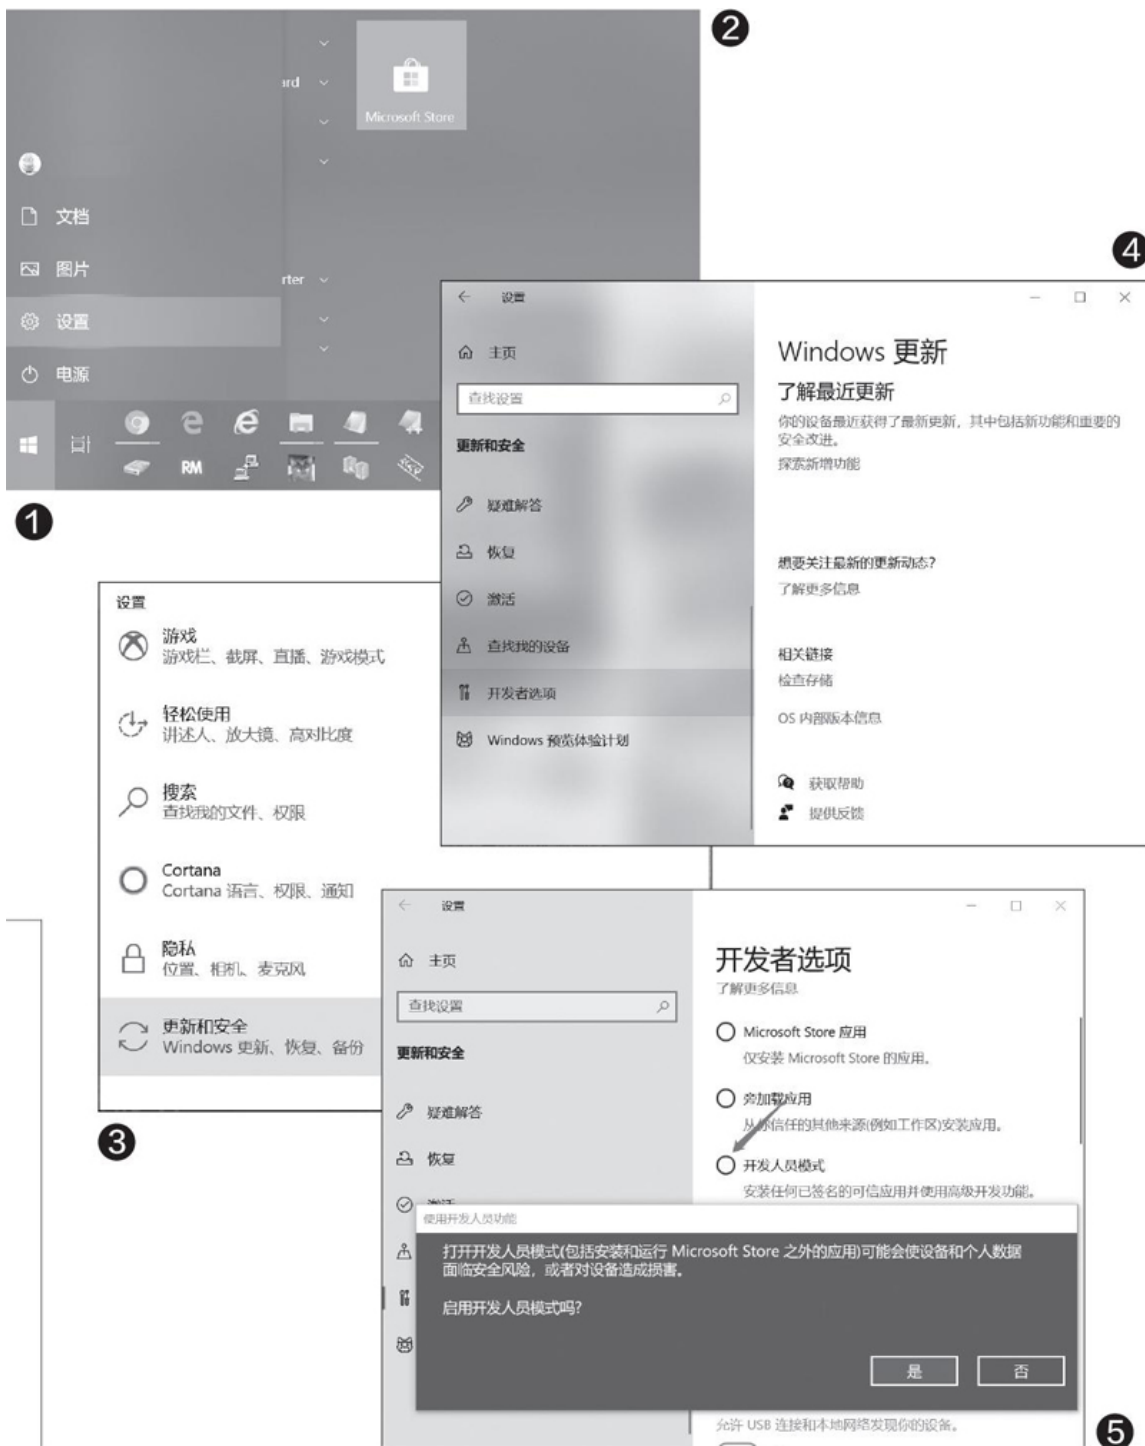 ❷
ard
Microsoft Store
文档
图片
rter
设置
电源
RM
❶
❹
设置
主页
查找设置
更新和安全
疑难解答
恢复
激活
查找我的设备
开发者选项
Windows 预览体验计划
Windows 更新
了解最近更新
你的设备最近获得了最新更新，其中包括新功能和重要的
安全改进。
探索新增功能
想要关注最新的更新动态?
了解更多信息
相关链接
检查存储
OS 内部版本信息
获取帮助
提供反馈
设置
游戏
游戏栏、截屏、直播、游戏模式
轻松使用
讲述人、放大镜、高对比度
搜索
查找我的文件、权限
Cortana
Cortana 语言、权限、通知
隐私
位置、相机、麦克风
更新和安全
Windows 更新、恢复、备份
❸
设置
主页
查找设置
更新和安全
疑难解答
恢复
激活
开发者选项
了解更多信息
Microsoft Store 应用
仅安装 Microsoft Store 的应用。
旁加载应用
从你信任的其他来源(例如工作区)安装应用。
开发人员模式
安装任何已签名的可信应用并使用高级开发功能。
使用开发人员功能
打开开发人员模式(包括安装和运行 Microsoft Store 之外的应用)可能会使设备和个人数据
面临安全风险，或者对设备造成损害。
启用开发人员模式吗?
是
否
允许 USB 连接和本地网络发现你的设备。
❺